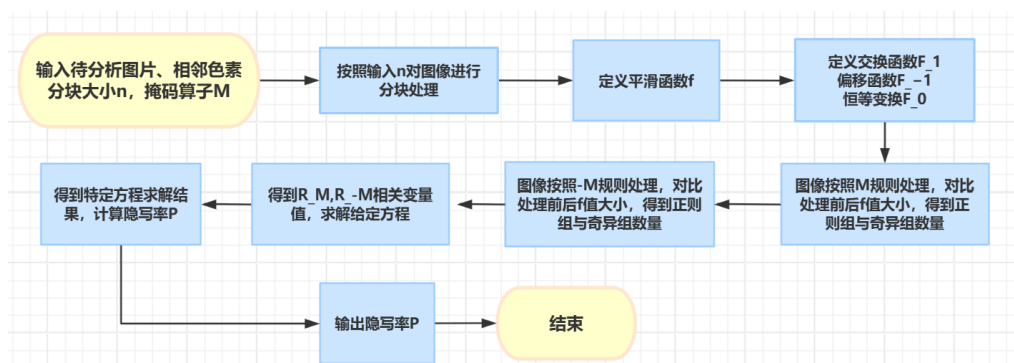 输入待分析图片、相邻色素
分块大小n，掩码算子M
按照输入n对图像进行
分块处理
定义平滑函数f
定义交换函数F_1
偏移函数F_−1
恒等变换F_0
图像按照M规则处理，对比
处理前后f值大小，得到正
则组与奇异组数量
图像按照-M规则处理，对比
处理前后f值大小，得到正则
组与奇异组数量
得到R_M,R_-M相关变量
值，求解给定方程
得到特定方程求解结
果，计算隐写率P
输出隐写率P
结束